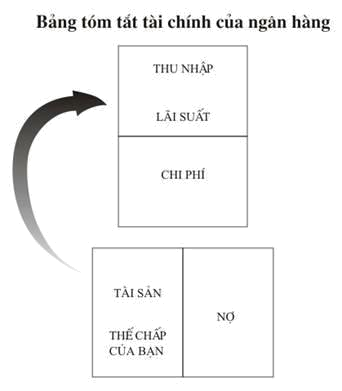 Bảng tóm tắt tài chính của ngân hàng
THU NHẬP
LÃI SUẤT
CHI PHÍ
TÀI SẢN
THẾ CHẤP
CỦA BẠN
NỢ